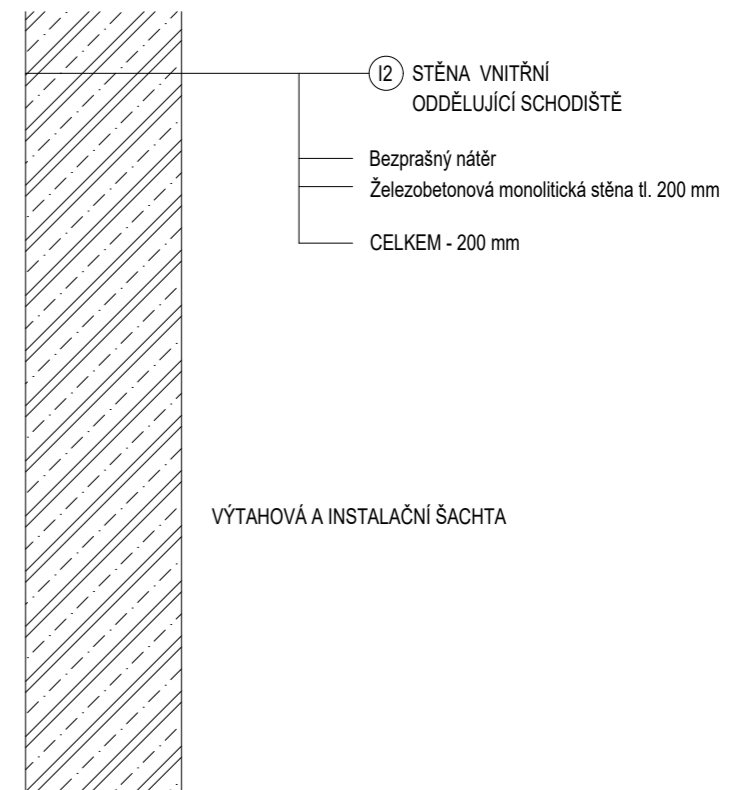 I2 STĚNA VNITŘNÍ
ODDĚLUJÍCÍ SCHODIŠTĚ
Bezprašný nátěr
Železobetonová monolitická stěna tl. 200 mm
CELKEM - 200 mm
VÝTAHOVÁ A INSTALAČNÍ ŠACHTA